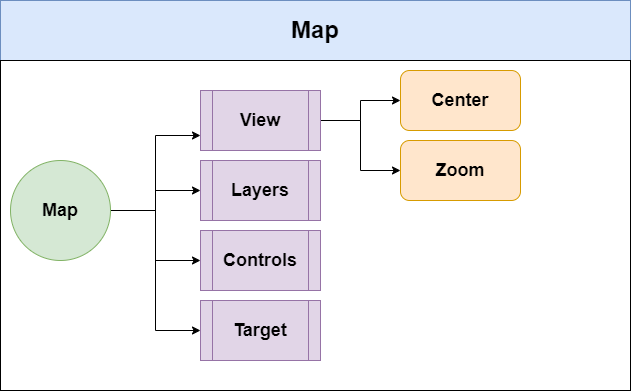 Map
Map
View
Layers
Controls
Target
Center
Zoom